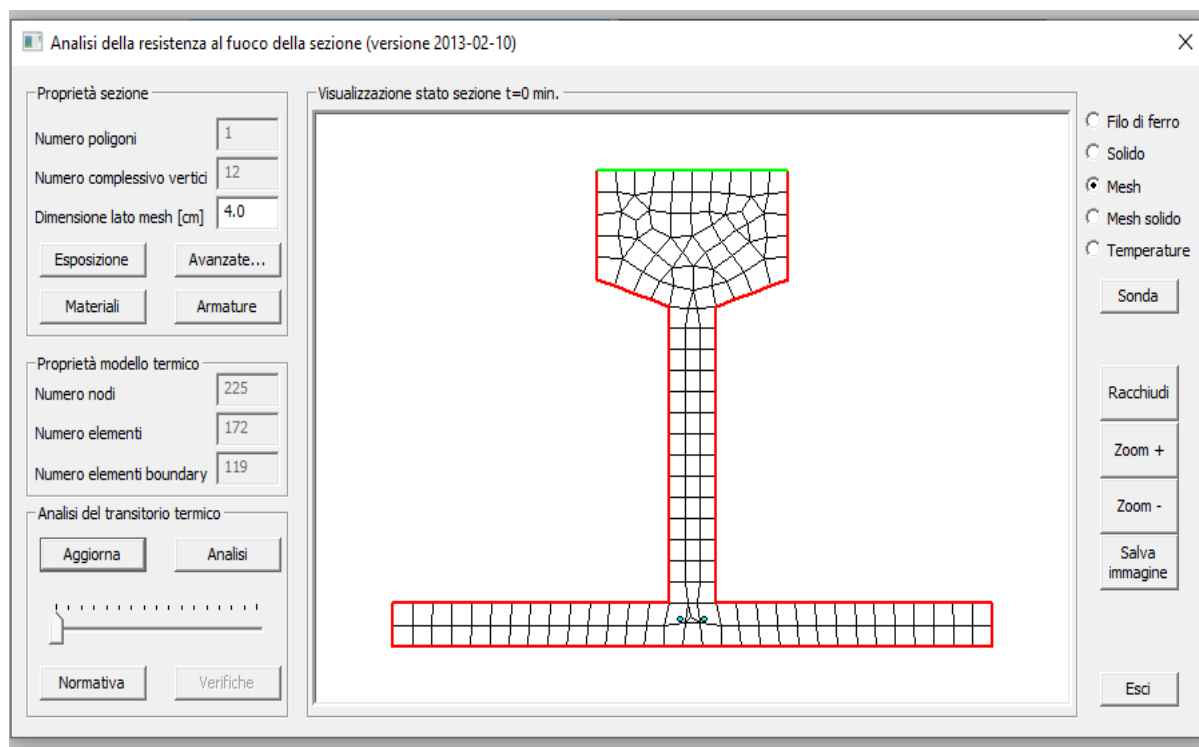 Analisi della resistenza al fuoco della sezione (versione 2013-02-10)
Proprietà sezione
Numero poligoni 1
Numero complessivo vertici 12
Dimensione lato mesh [cm] 4.0
Esposizione Avanzate...
Materiali Armature
Proprietà modello termico
Numero nodi 225
Numero elementi 172
Numero elementi boundary 119
Analisi del transitorio termico
Aggiorna Analisi
Normativa Verifiche
Visualizzazione stato sezione t=0 min.
Filo di ferro
Solido
Mesh
Mesh solido
Temperature
Sonda
Racchiudi
Zoom +
Zoom -
Salva
immagine
Esci